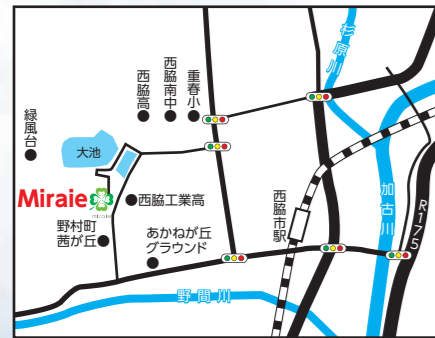 杉原川
重春小
西脇南中
西脇高
緑風台
大池
Miraie
miraie
西脇工業高
野村町
茜が丘
あかねが丘
グラウンド
西脇市駅
加古川
R175
野間川